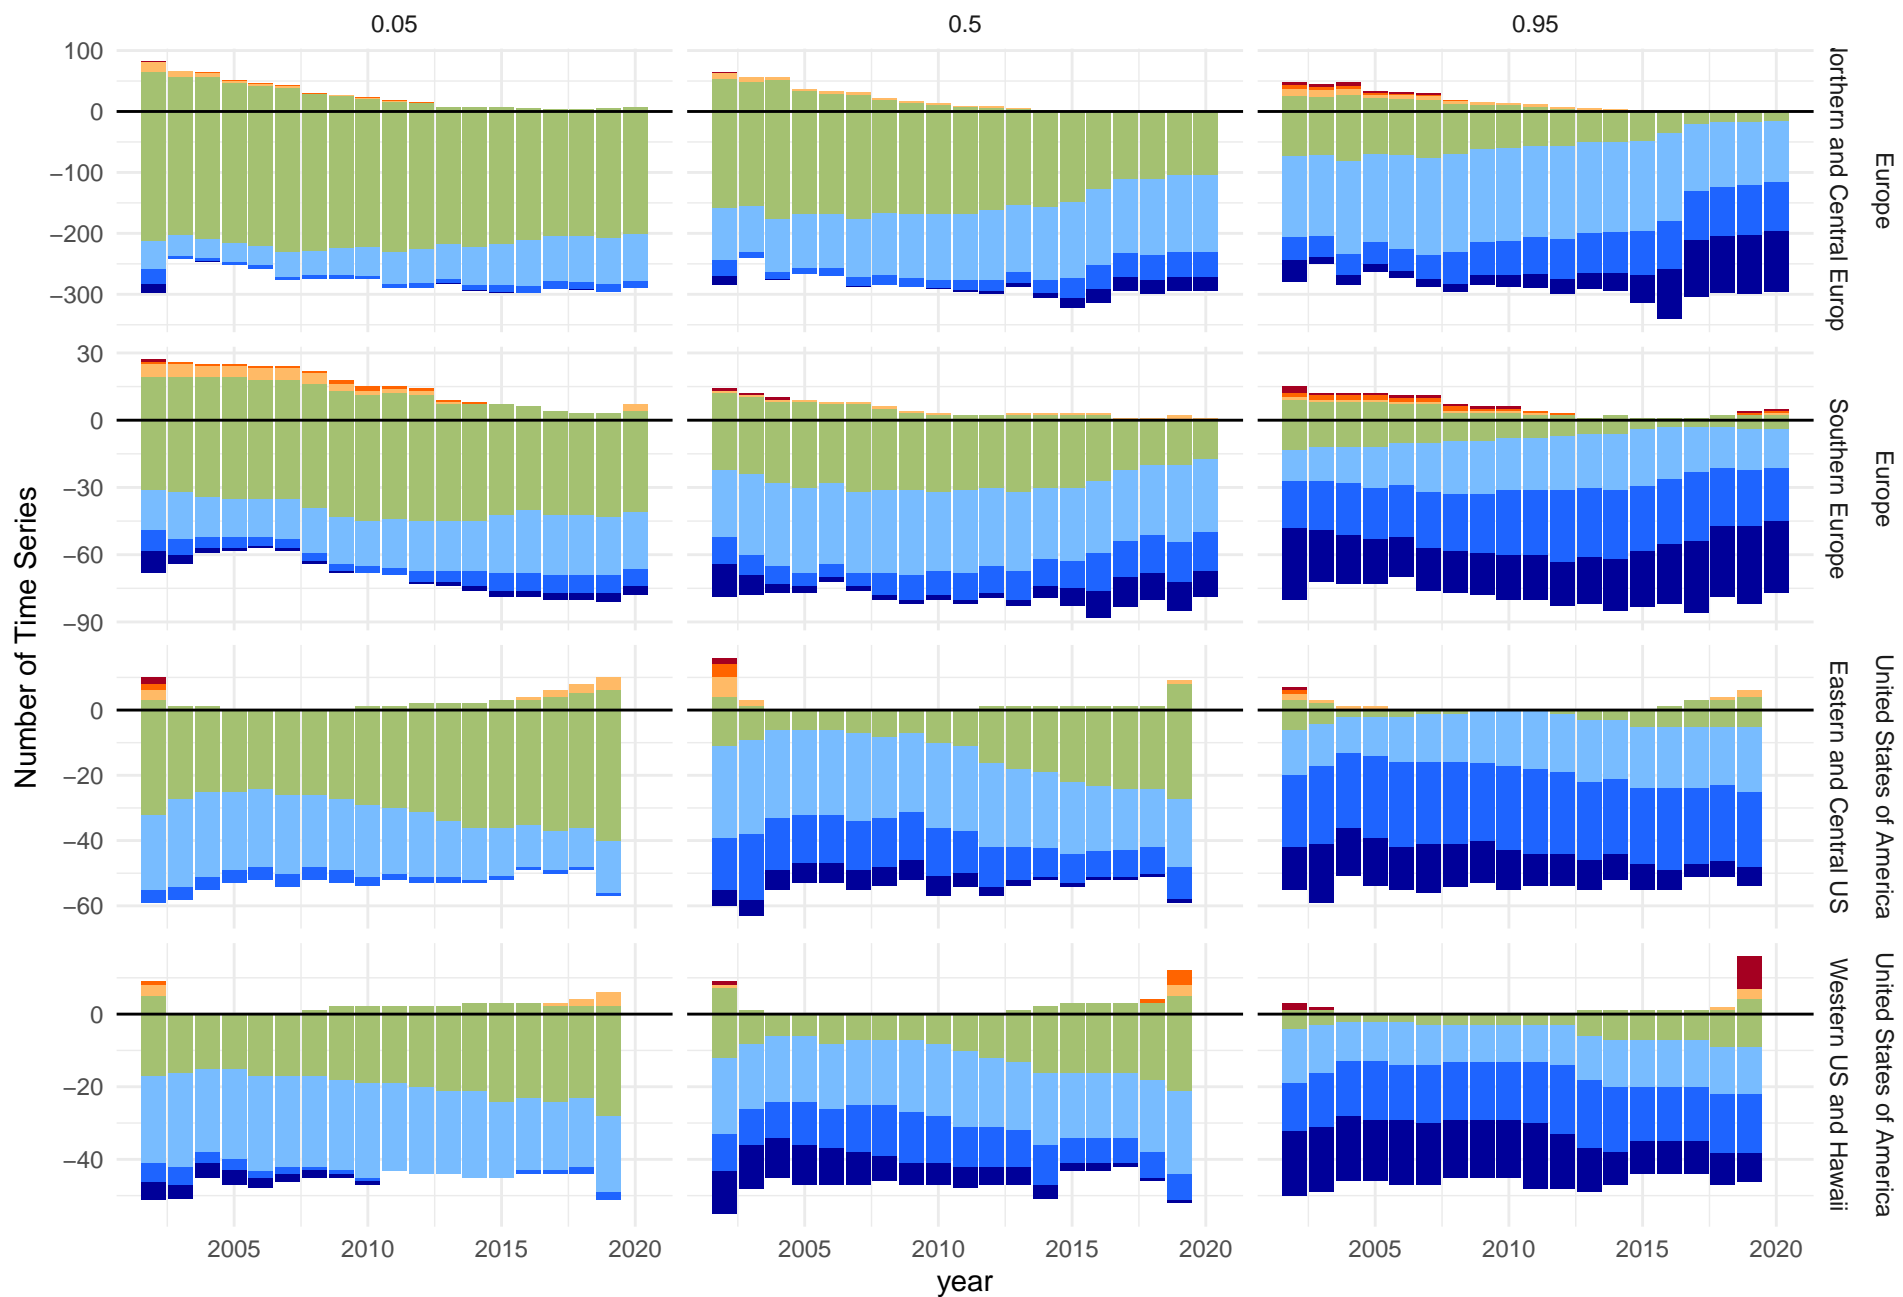 0.05 0.5 0.95
100
0
−100
−200
−300
Northern and Central Europ
Europe
30
0
−30
−60
−90
Southern Europe
Europe
Number of Time Series
0
−20
−40
−60
Eastern and Central US
United States of America
0
−20
−40
Western US and Hawaii
United States of America
2005 2010 2015 2020 2005 2010 2015 2020 2005 2010 2015 2020
year